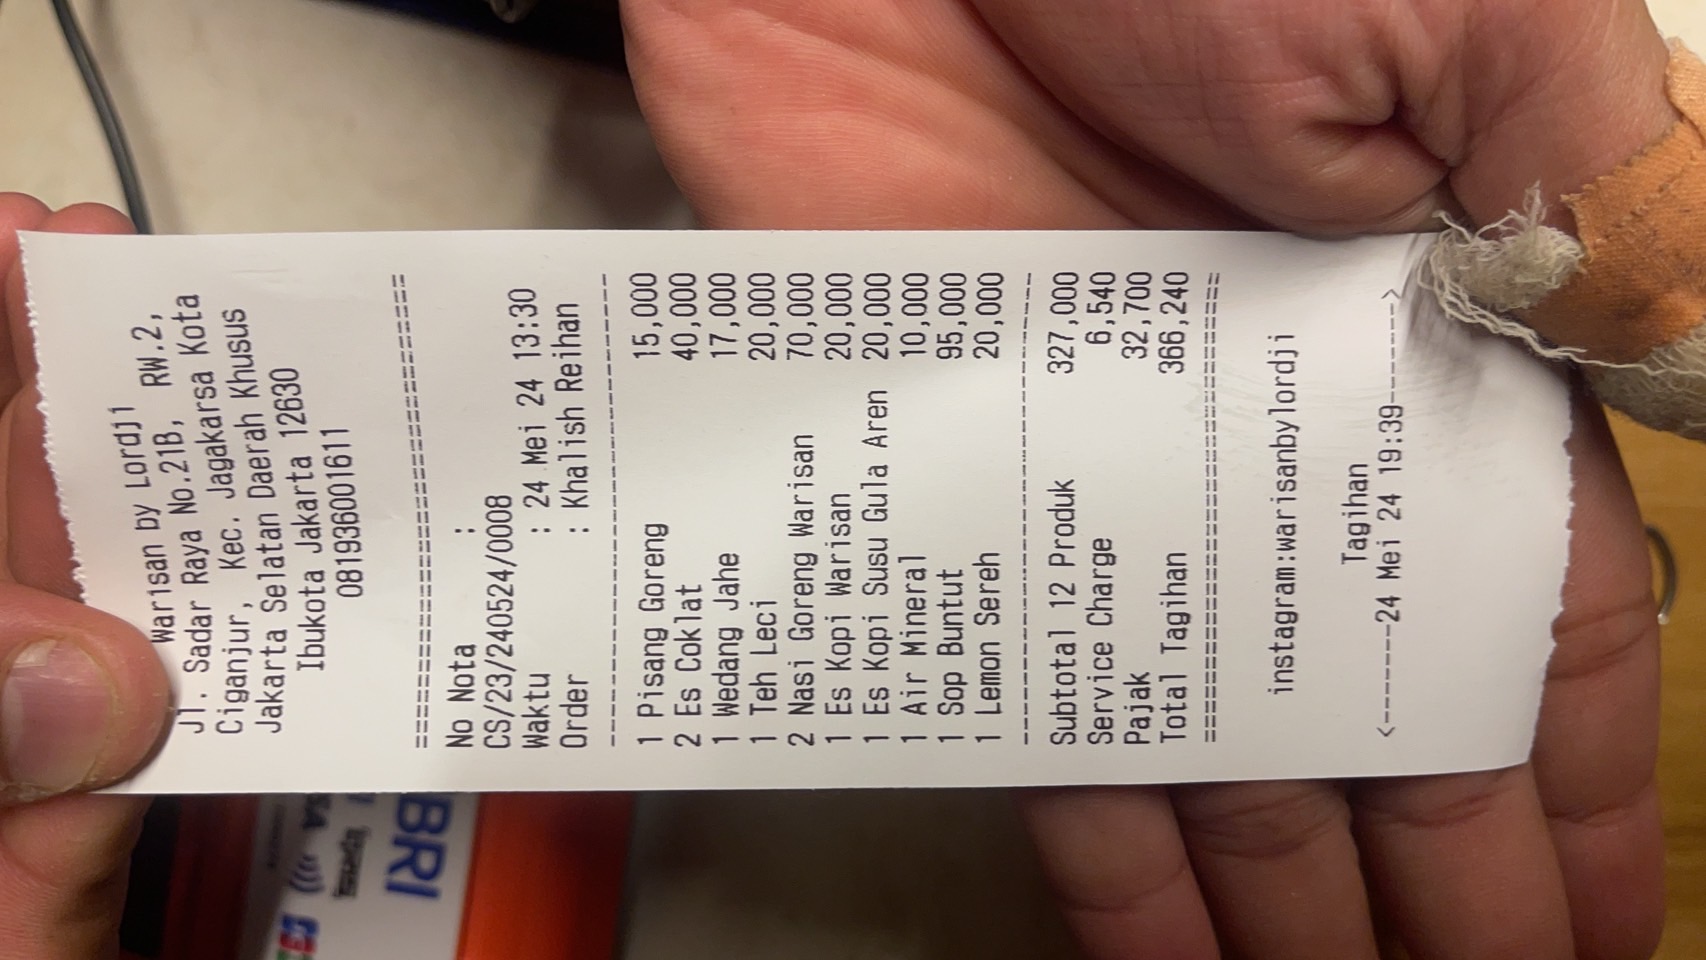 Warisan by Lordji
Jl. Sadar Raya No.21B, RW.2,
Ciganjur, Kec. Jagakarsa Kota
Jakarta Selatan Daerah Khusus
Ibukota Jakarta 12630
081936001611
==============================
No Nota :
CS/23/240524/0008
Waktu : 24 Mei 24 13:30
Order : Khalish Reihan
------------------------------
1 Pisang Goreng 15,000
2 Es Coklat 40,000
1 Wedang Jahe 17,000
1 Teh Leci 20,000
2 Nasi Goreng Warisan 70,000
1 Es Kopi Warisan 20,000
1 Es Kopi Susu Gula Aren 20,000
1 Air Mineral 10,000
1 Sop Buntut 95,000
1 Lemon Sereh 20,000
------------------------------
Subtotal 12 Produk 327,000
Service Charge 6,540
Pajak 32,700
Total Tagihan 366,240
==============================
instagram:warisanbylordji
Tagihan
<------24 Mei 24 19:39------>
BRI